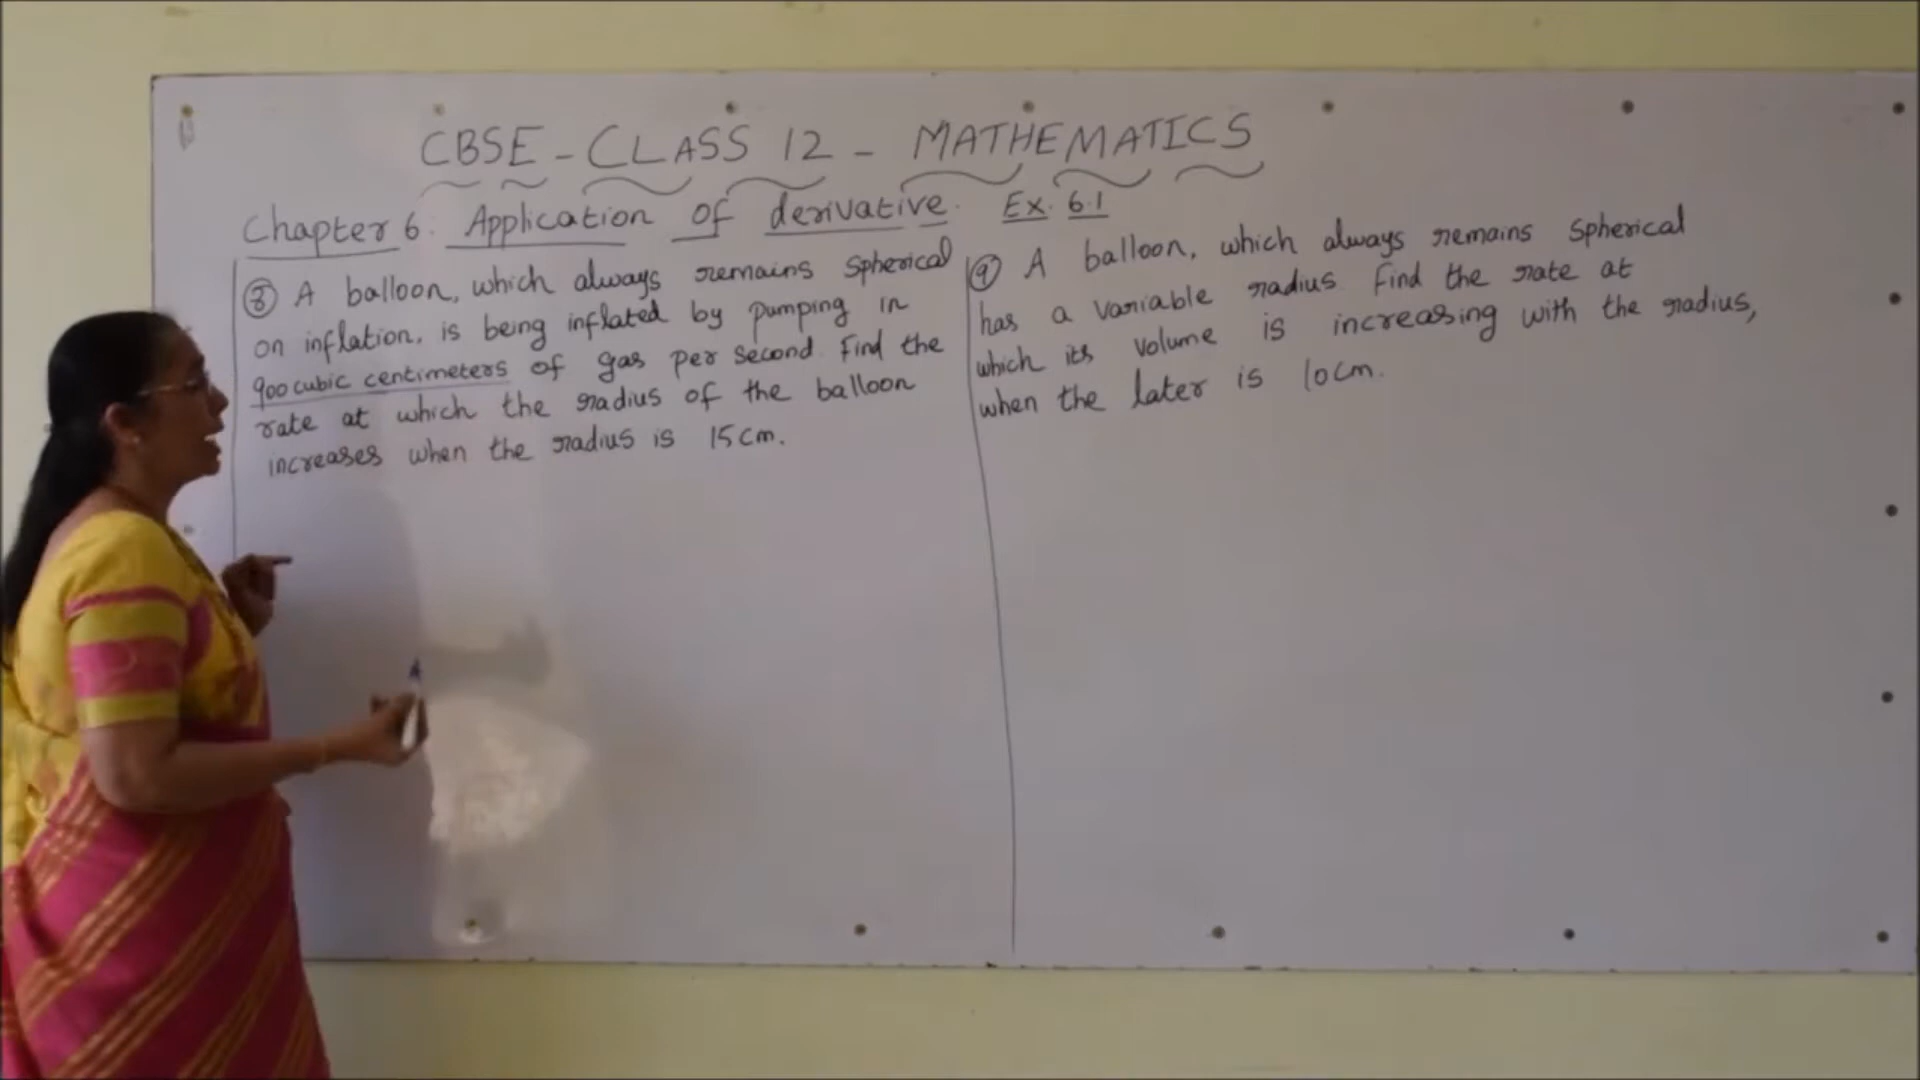 CBSE - CLASS 12 - MATHEMATICS
Chapter 6: Application of derivative. Ex. 6.1
⑧ A balloon, which always remains Spherical
on inflation, is being inflated by pumping in
900 cubic centimeters of gas per second. Find the
rate at which the radius of the balloon
increases when the radius is 15cm.
⑨ A balloon, which always remains Spherical
has a variable radius. Find the rate at
which its volume is increasing with the radius,
when the later is 10cm.